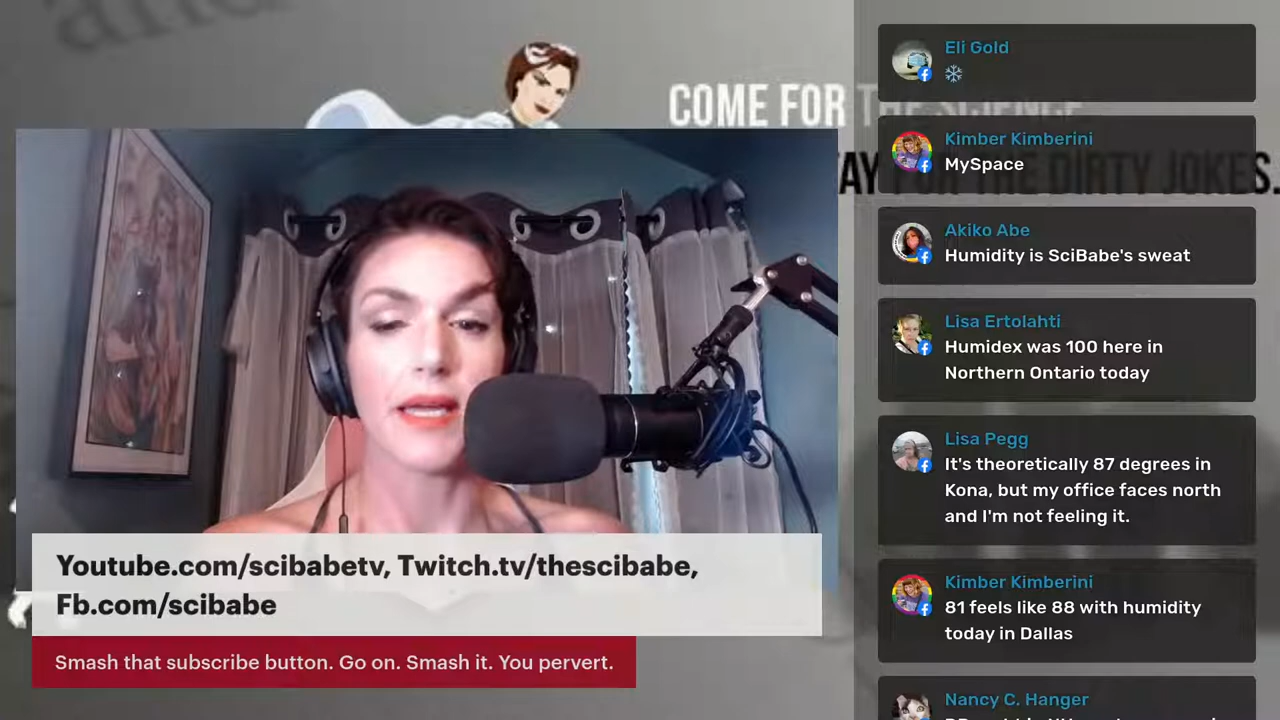 and
COME FOR THE SCIENCE
AY FOR THE DIRTY JOKES.
Youtube.com/scibabetv, Twitch.tv/thescibabe,
Fb.com/scibabe
Smash that subscribe button. Go on. Smash it. You pervert.
Eli Gold
❄
Kimber Kimberini
MySpace
Akiko Abe
Humidity is SciBabe's sweat
Lisa Ertolahti
Humidex was 100 here in
Northern Ontario today
Lisa Pegg
It's theoretically 87 degrees in
Kona, but my office faces north
and I'm not feeling it.
Kimber Kimberini
81 feels like 88 with humidity
today in Dallas
Nancy C. Hanger